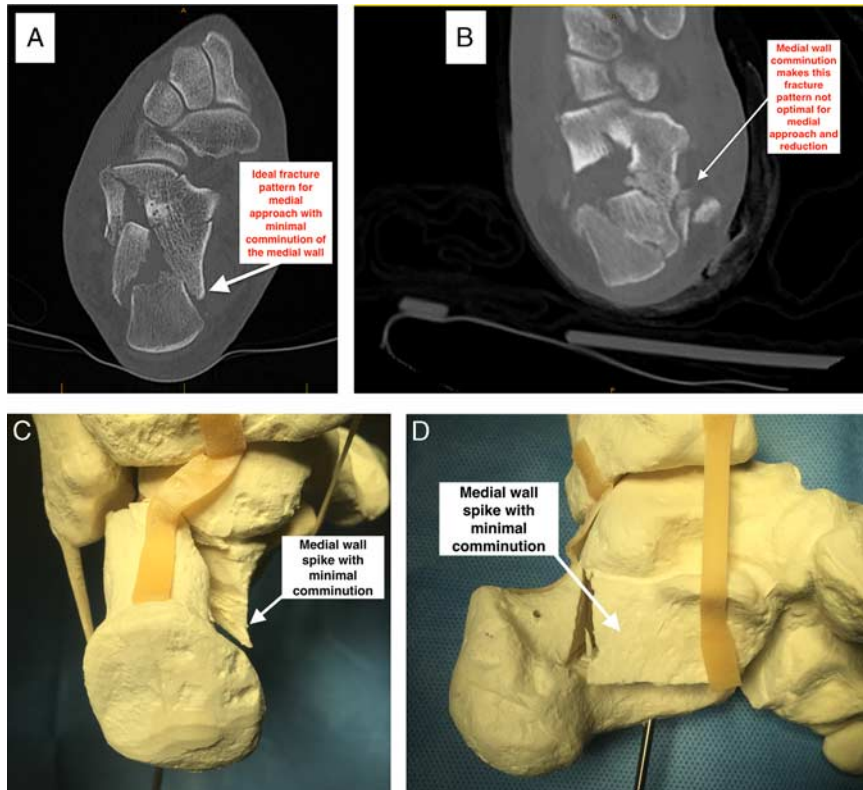 A
Ideal fracture
pattern for
medial
approach with
minimal
comminution of
the medial wall
B
Medial wall
comminution
makes this
fracture
pattern not
optimal for
medial
approach and
reduction
C
Medial wall
spike with
minimal
comminution
D
Medial wall
spike with
minimal
comminution